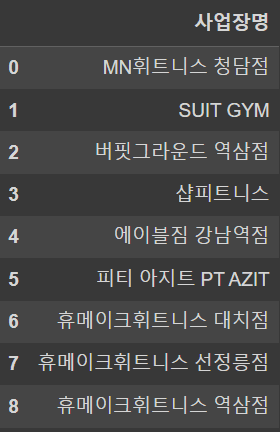 사업장명
0 MN휘트니스 청담점
1 SUIT GYM
2 버핏그라운드 역삼점
3 샵피트니스
4 에이블짐 강남역점
5 피티 아지트 PT AZIT
6 휴메이크휘트니스 대치점
7 휴메이크휘트니스 선정릉점
8 휴메이크휘트니스 역삼점